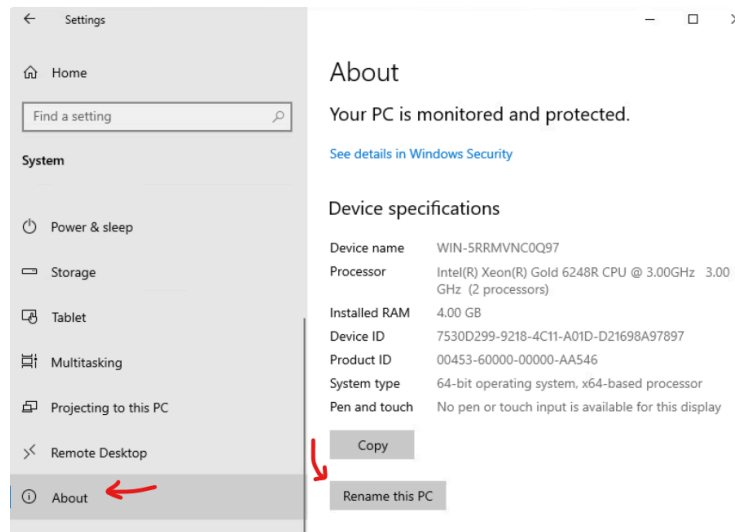 Settings
Home
Find a setting
System
Power & sleep
Storage
Tablet
Multitasking
Projecting to this PC
Remote Desktop
About
About
Your PC is monitored and protected.
See details in Windows Security
Device specifications
Device name WIN-5RRMVNC0Q97
Processor Intel(R) Xeon(R) Gold 6248R CPU @ 3.00GHz 3.00
GHz (2 processors)
Installed RAM 4.00 GB
Device ID 7530D299-9218-4C11-A01D-D21698A97897
Product ID 00453-60000-00000-AA546
System type 64-bit operating system, x64-based processor
Pen and touch No pen or touch input is available for this display
Copy
Rename this PC